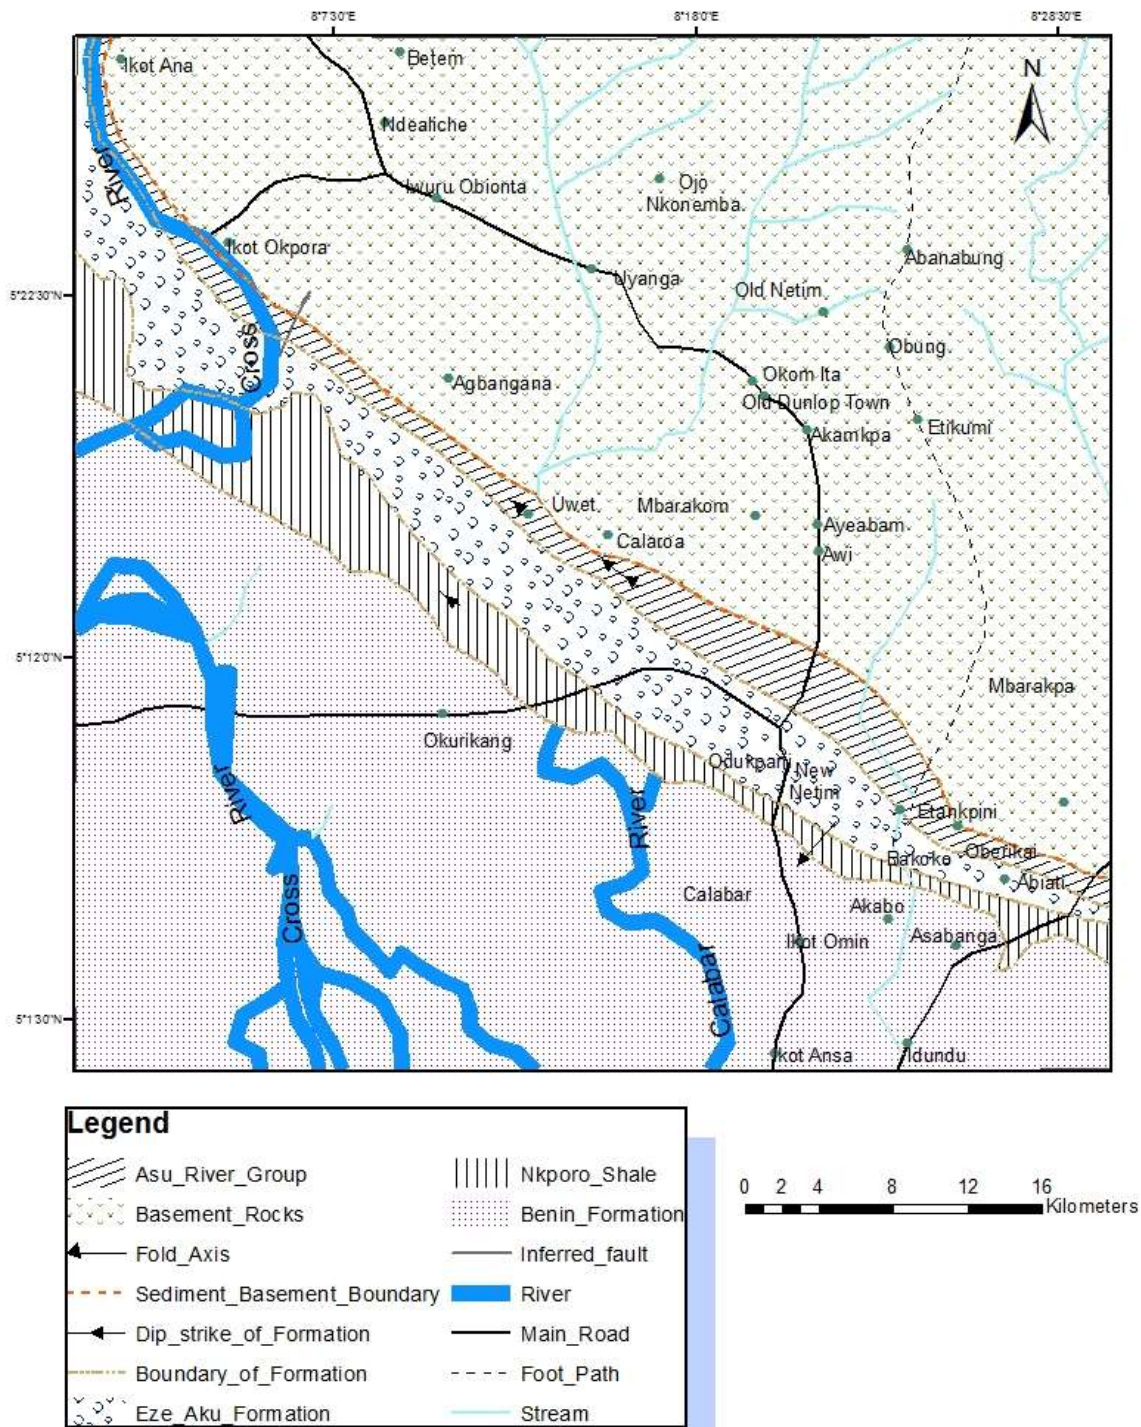 8°7'30"E
8°18'0"E
8°28'30"E
Ikot Ana
Betem
N
Ndealiche
River
Iwuru Obionta
Ojo
Nkonemba
Ikot Okpora
Abanabung
Uyanga
Old Netim
5°22'30"N
Cross
Obung
Agbangana
Okom Ita
Old Dunlop Town
Akamkpa
Etikumi
Uwet
Mbarakom
Calaroa
Ayeabam
Awi
5°12'0"N
Mbarakpa
Okurikang
Odukpani
New
Netim
River
River
Etankpini
Bakoko
Oberikai
Abiati
Cross
Calabar
Akabo
Asabanga
Ikot Omin
Calabar
5°1'30"N
Ikot Ansa
Idundu
Legend
Asu_River_Group
Nkporo_Shale
Basement_Rocks
Benin_Formation
Fold_Axis
Inferred_fault
Sediment_Basement_Boundary
River
Dip_strike_of_Formation
Main_Road
Boundary_of_Formation
Foot_Path
Eze_Aku_Formation
Stream
0 2 4 8 12 16
Kilometers